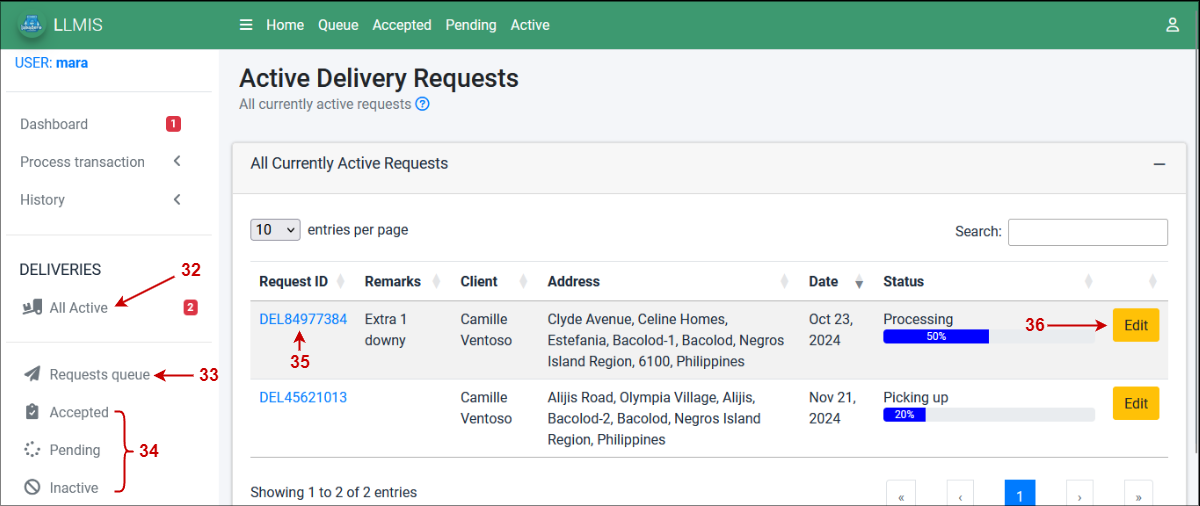 LLMIS
Home Queue Accepted Pending Active
USER: mara
Dashboard 1
Process transaction
History
DELIVERIES
32
All Active 2
Requests queue 33
Accepted
Pending
34
Inactive
Active Delivery Requests
All currently active requests ?
All Currently Active Requests
10 entries per page
Search:
Request ID Remarks Client Address Date Status
DEL84977384
35
Extra 1
downy
Camille
Ventoso
Clyde Avenue, Celine Homes,
Estefania, Bacolod-1, Bacolod, Negros
Island Region, 6100, Philippines
Oct 23,
2024
Processing
50%
36
Edit
DEL45621013
Camille
Ventoso
Alijis Road, Olympia Village, Alijis,
Bacolod-2, Bacolod, Negros Island
Region, Philippines
Nov 21,
2024
Picking up
20%
Edit
Showing 1 to 2 of 2 entries
« ‹ 1 › »